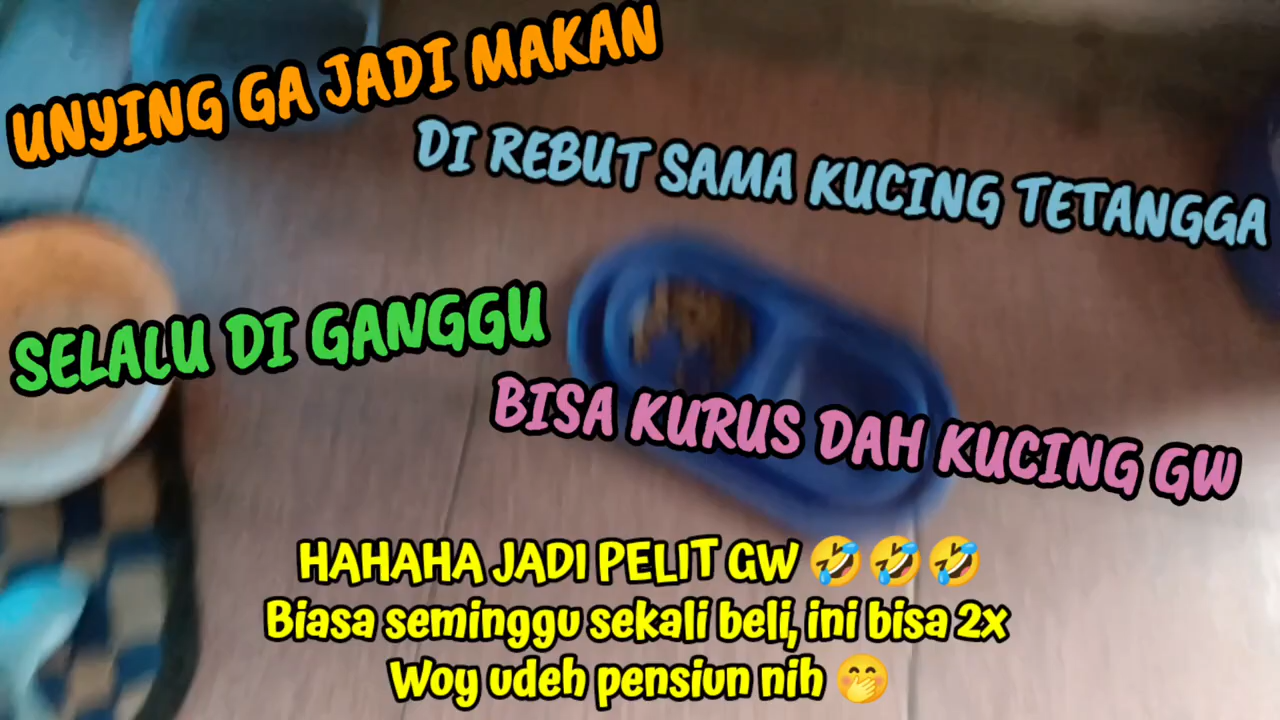 UNYING GA JADI MAKAN
DI REBUT SAMA KUCING TETANGGA
SELALU DI GANGGU
BISA KURUS DAH KUCING GW
HAHAHA JADI PELIT GW 🤣🤣🤣
Biasa seminggu sekali beli, ini bisa 2x
Woy udeh pensiun nih 🤭